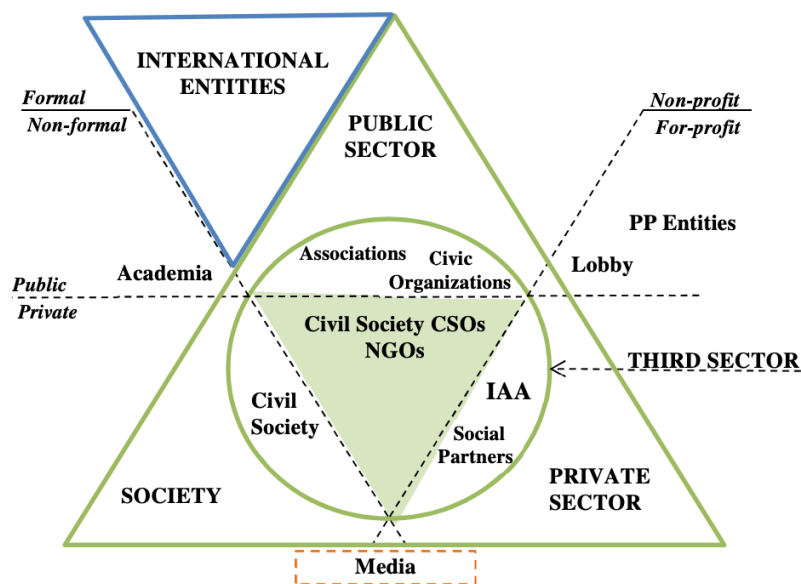 INTERNATIONAL
ENTITIES
Formal
Non-formal
Non-profit
For-profit
PUBLIC
SECTOR
PP Entities
Associations
Civic
Organizations
Academia
Lobby
Public
Private
Civil Society CSOs
NGOs
THIRD SECTOR
IAA
Civil
Society
Social
Partners
SOCIETY
PRIVATE
SECTOR
Media